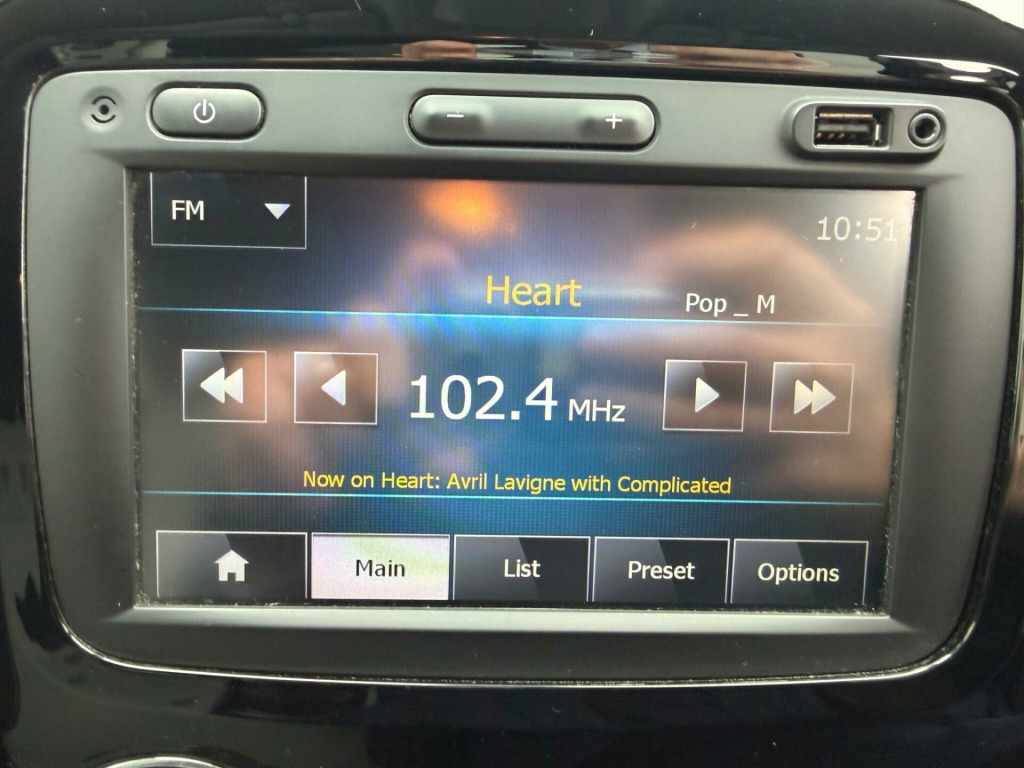 FM
10:51
Heart
Pop _ M
102.4 MHz
Now on Heart: Avril Lavigne with Complicated
Main
List
Preset
Options